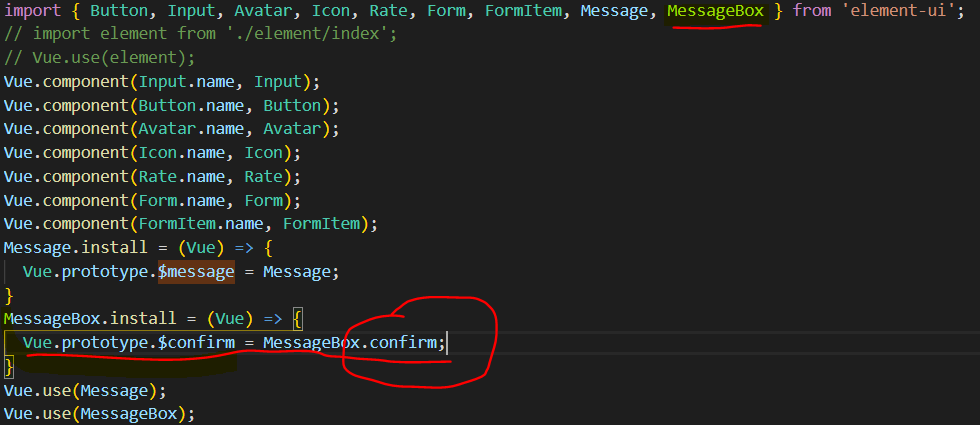 import { Button, Input, Avatar, Icon, Rate, Form, FormItem, Message, MessageBox } from 'element-ui';
// import element from './element/index';
// Vue.use(element);
Vue.component(Input.name, Input);
Vue.component(Button.name, Button);
Vue.component(Avatar.name, Avatar);
Vue.component(Icon.name, Icon);
Vue.component(Rate.name, Rate);
Vue.component(Form.name, Form);
Vue.component(FormItem.name, FormItem);
Message.install = (Vue) => {
  Vue.prototype.$message = Message;
}
MessageBox.install = (Vue) => {
  Vue.prototype.$confirm = MessageBox.confirm;
}
Vue.use(Message);
Vue.use(MessageBox);